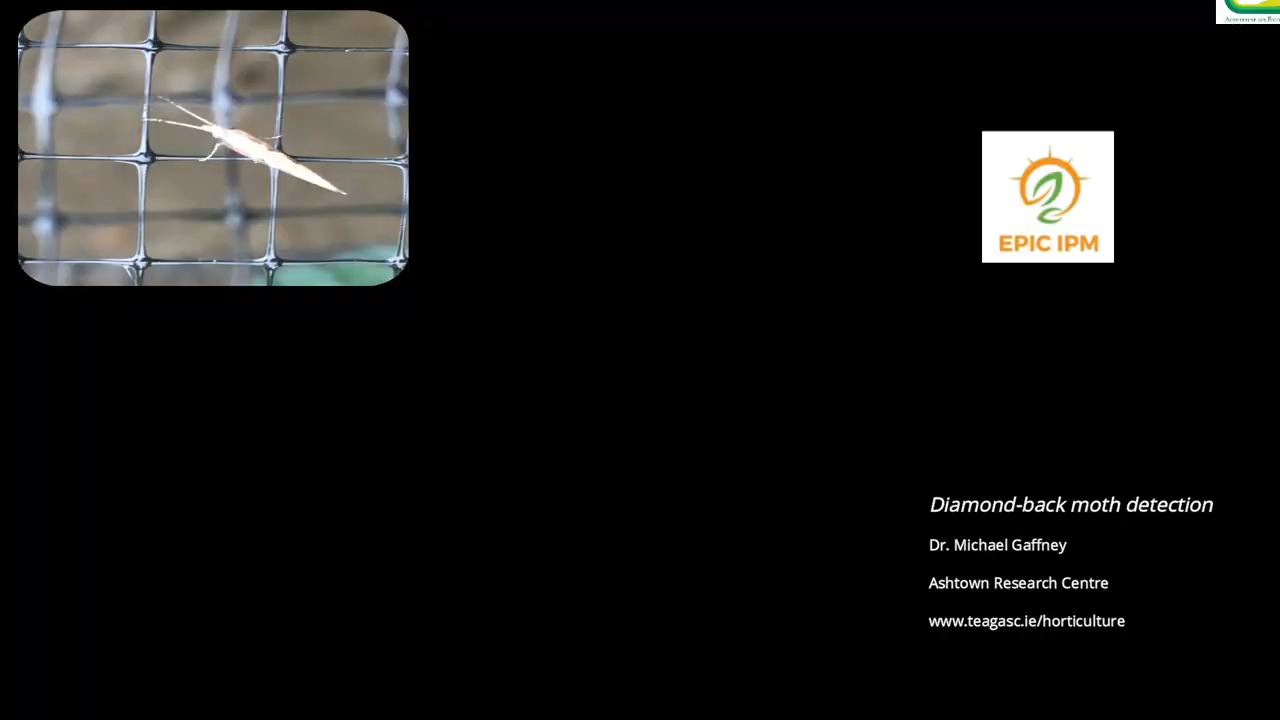 EPIC IPM
Diamond-back moth detection
Dr. Michael Gaffney
Ashtown Research Centre
www.teagasc.ie/horticulture